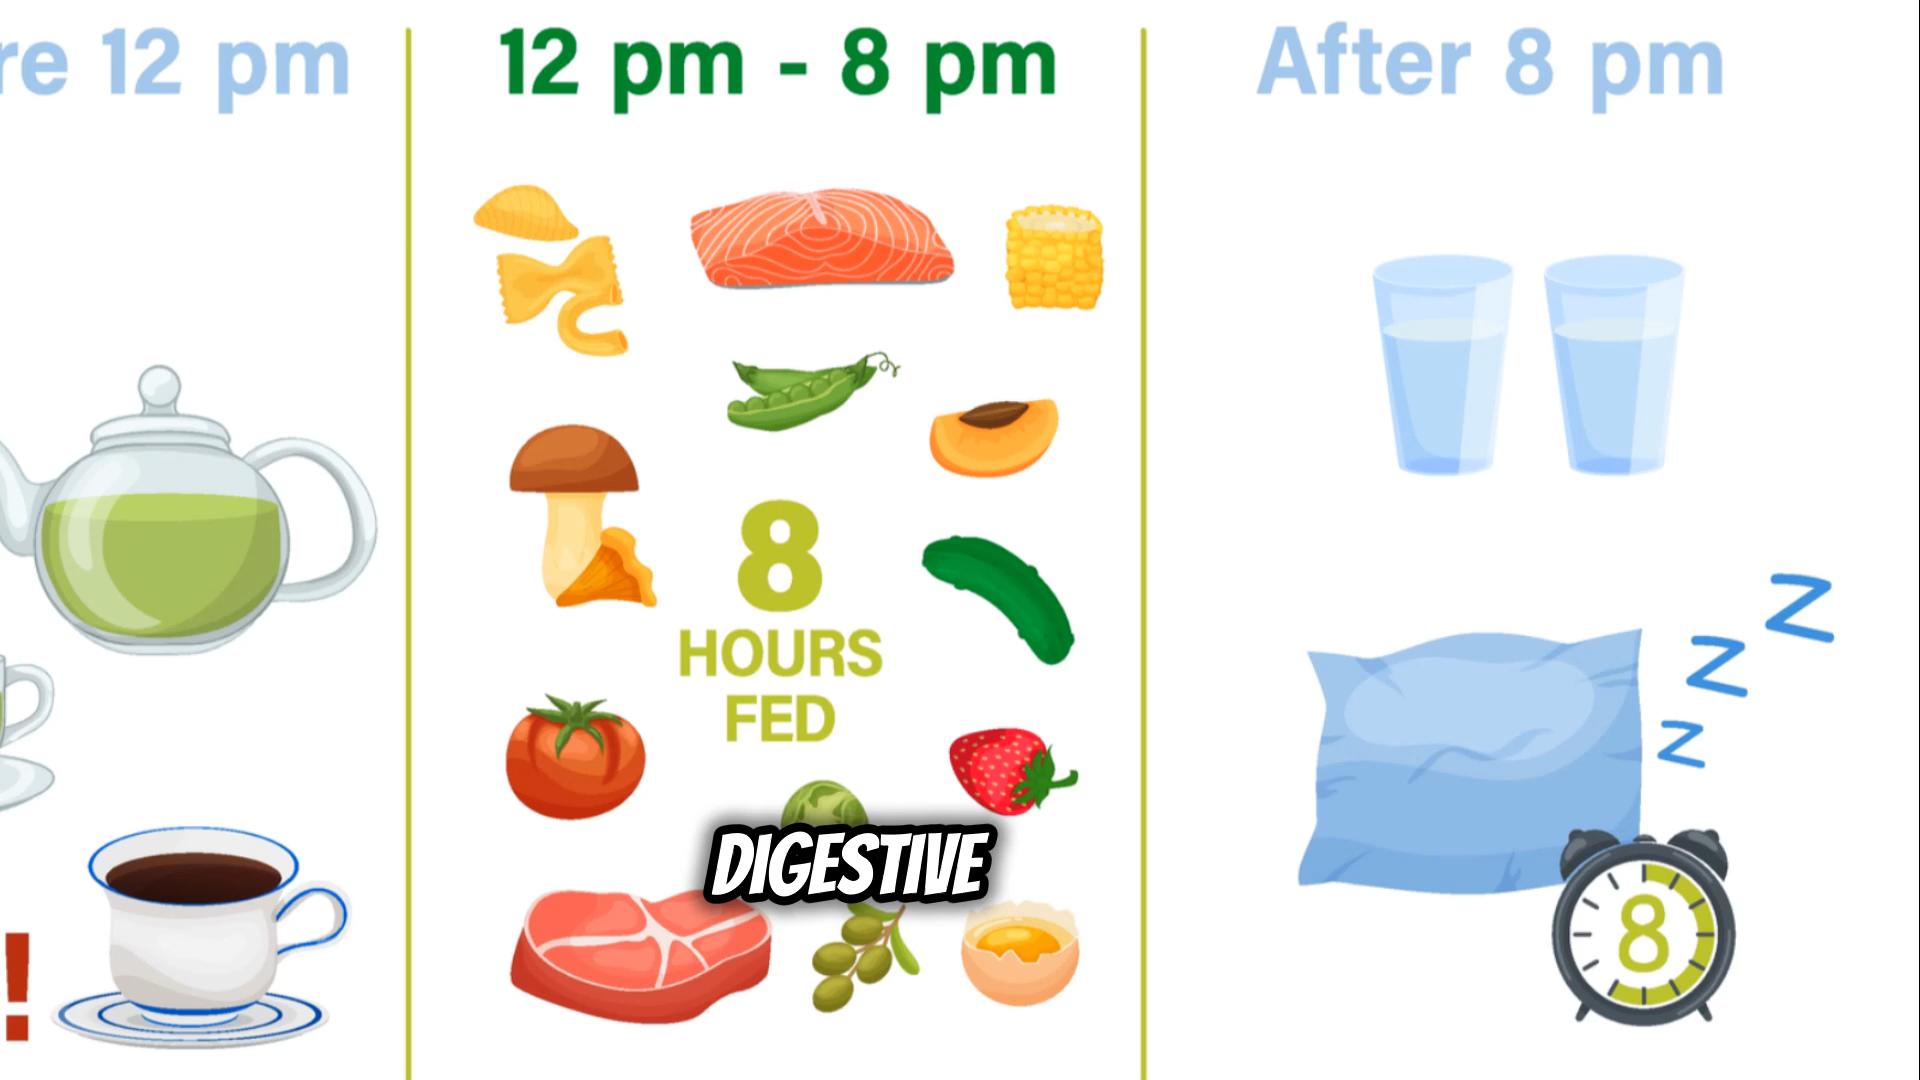 re 12 pm
12 pm - 8 pm
After 8 pm
8
HOURS
FED
Z
Z
Z
DIGESTIVE
8
!